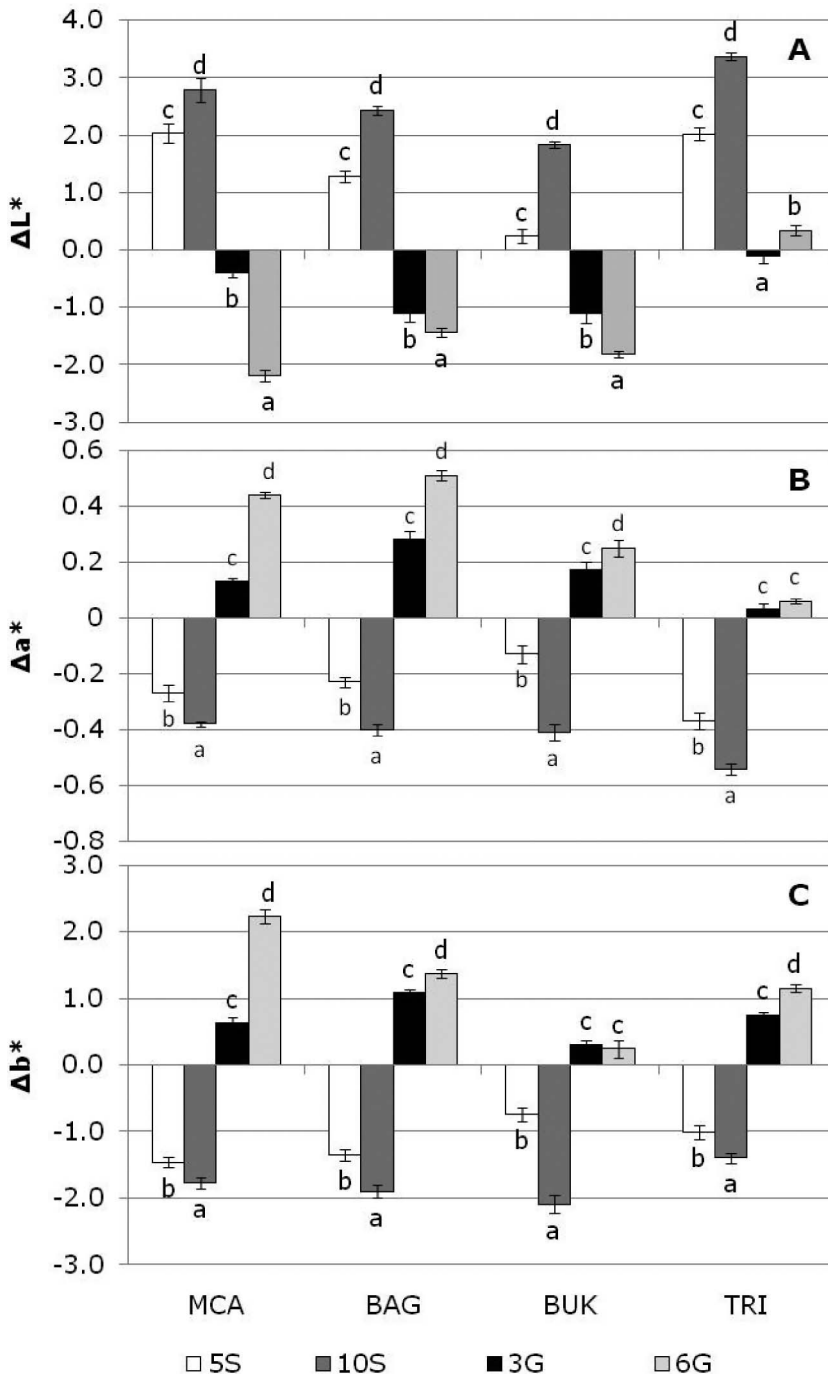 4.0
3.0
2.0
1.0
0.0
-1.0
-2.0
-3.0
ΔL*
A
c d b a
c d b a
c d b a
c d a b
0.6
0.4
0.2
0
-0.2
-0.4
-0.6
-0.8
Δa*
B
b a c d
b a c d
b a c d
b a c c
3.0
2.0
1.0
0.0
-1.0
-2.0
-3.0
Δb*
C
b a c d
b a c d
b a c c
b a c d
MCA BAG BUK TRI
5S 10S 3G 6G